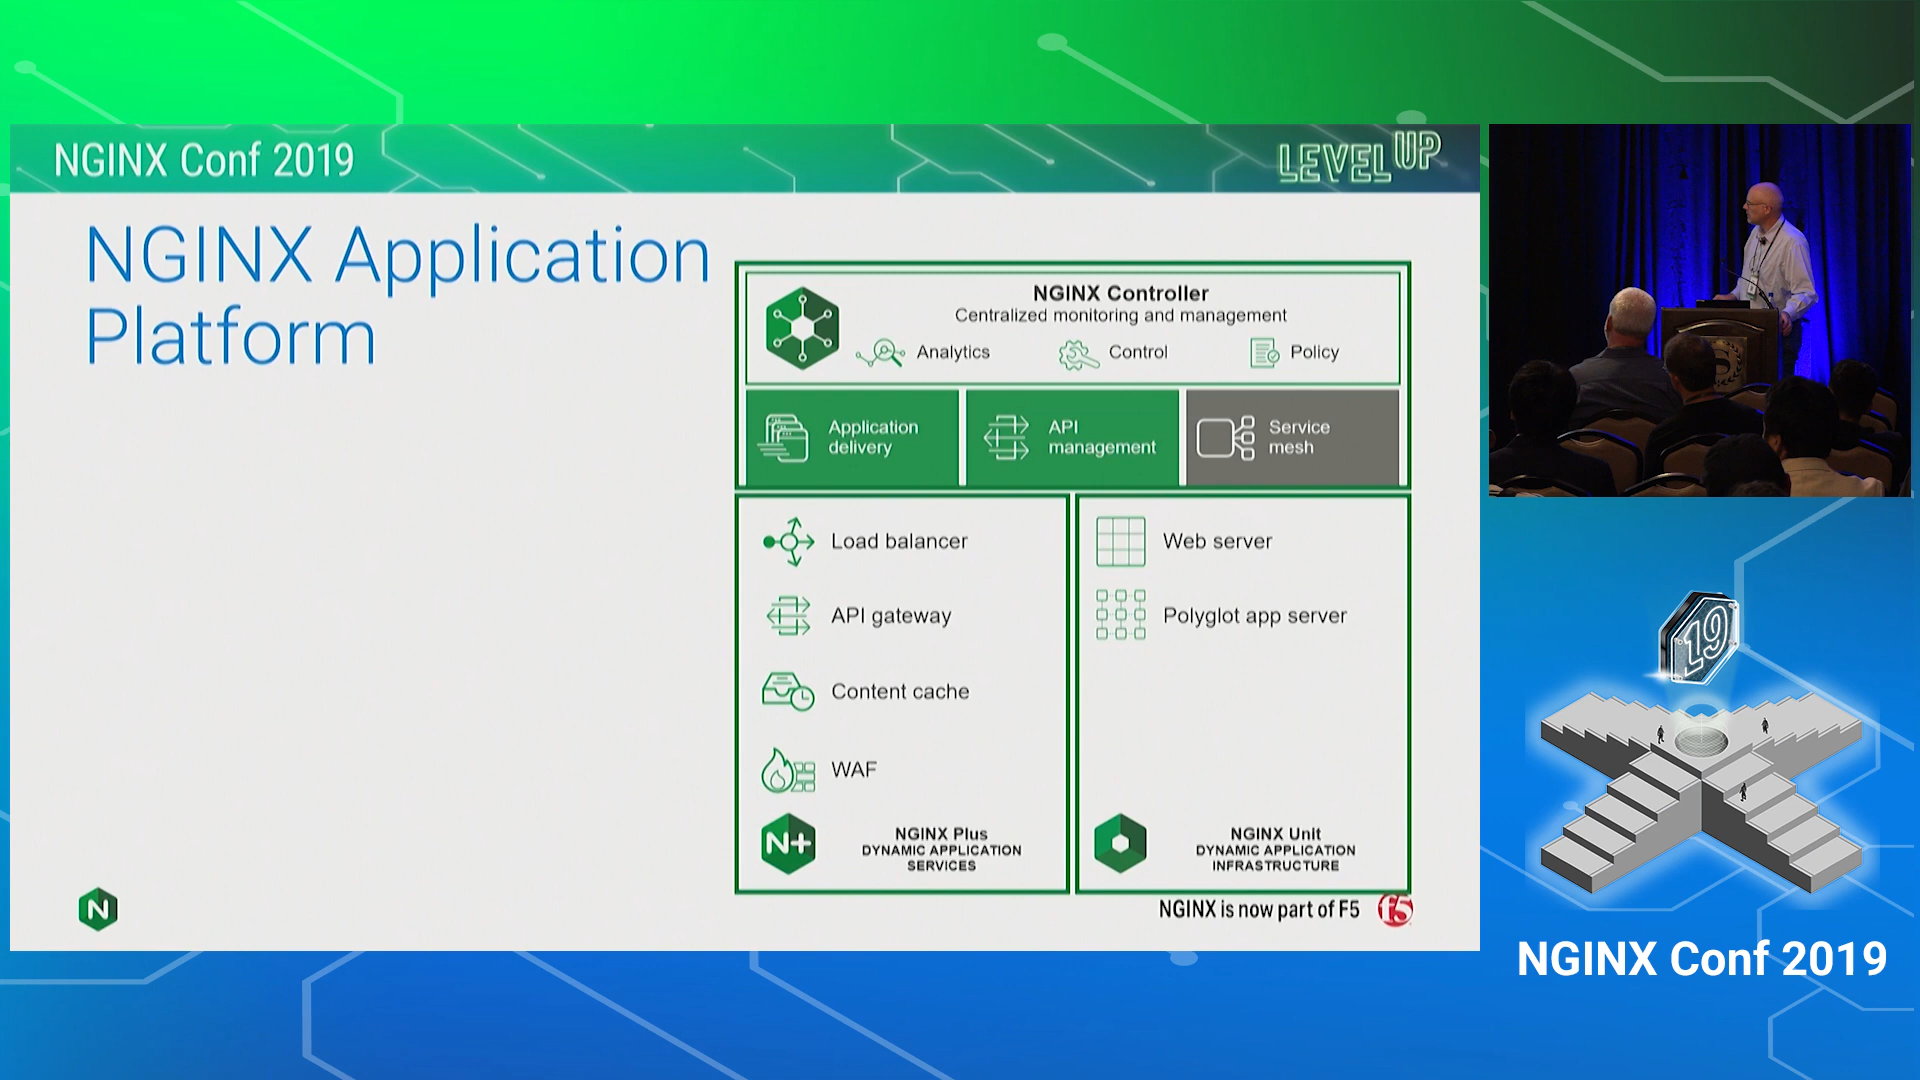 NGINX Conf 2019
LEVEL UP
NGINX Application
Platform
NGINX Controller
Centralized monitoring and management
Analytics
Control
Policy
Application
delivery
API
management
Service
mesh
Load balancer
API gateway
Content cache
WAF
N+
NGINX Plus
DYNAMIC APPLICATION
SERVICES
Web server
Polyglot app server
NGINX Unit
DYNAMIC APPLICATION
INFRASTRUCTURE
N
NGINX is now part of F5
f5
S
19
NGINX Conf 2019